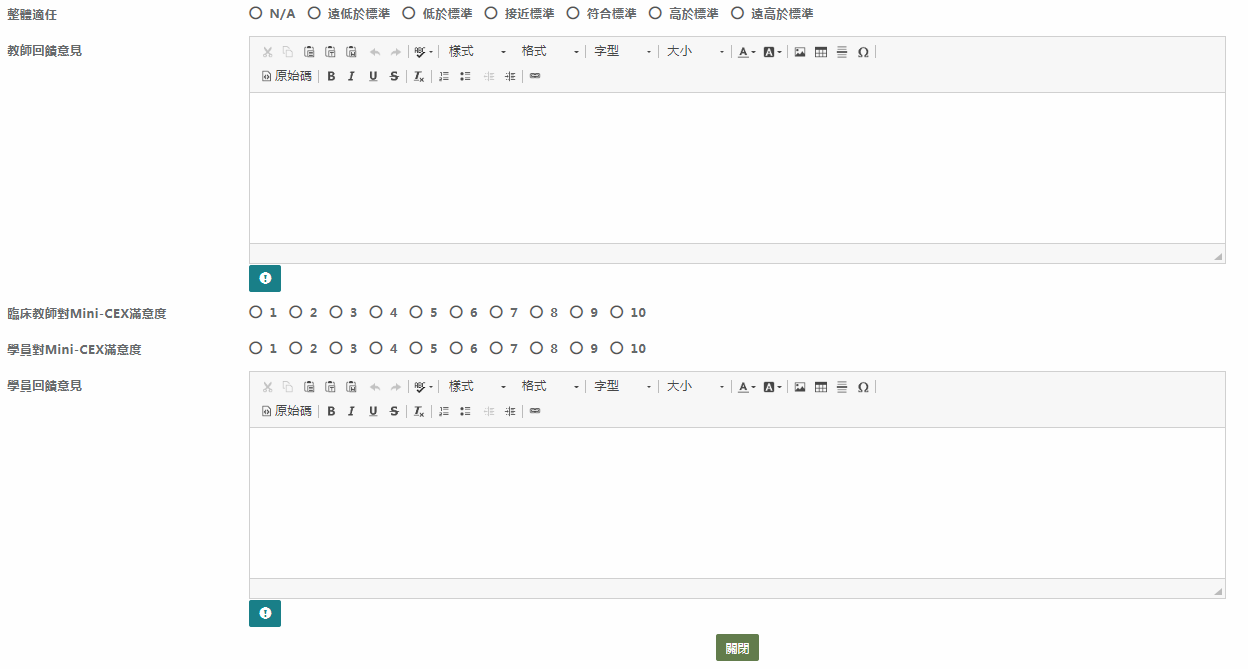 整體適任 N/A 遠低於標準 低於標準 接近標準 符合標準 高於標準 遠高於標準
教師回饋意見
ABC 樣式 格式 字型 大小 A A Ω
原始碼 B I U S Tx
臨床教師對Mini-CEX滿意度 1 2 3 4 5 6 7 8 9 10
學員對Mini-CEX滿意度 1 2 3 4 5 6 7 8 9 10
學員回饋意見
ABC 樣式 格式 字型 大小 A A Ω
原始碼 B I U S Tx
關閉